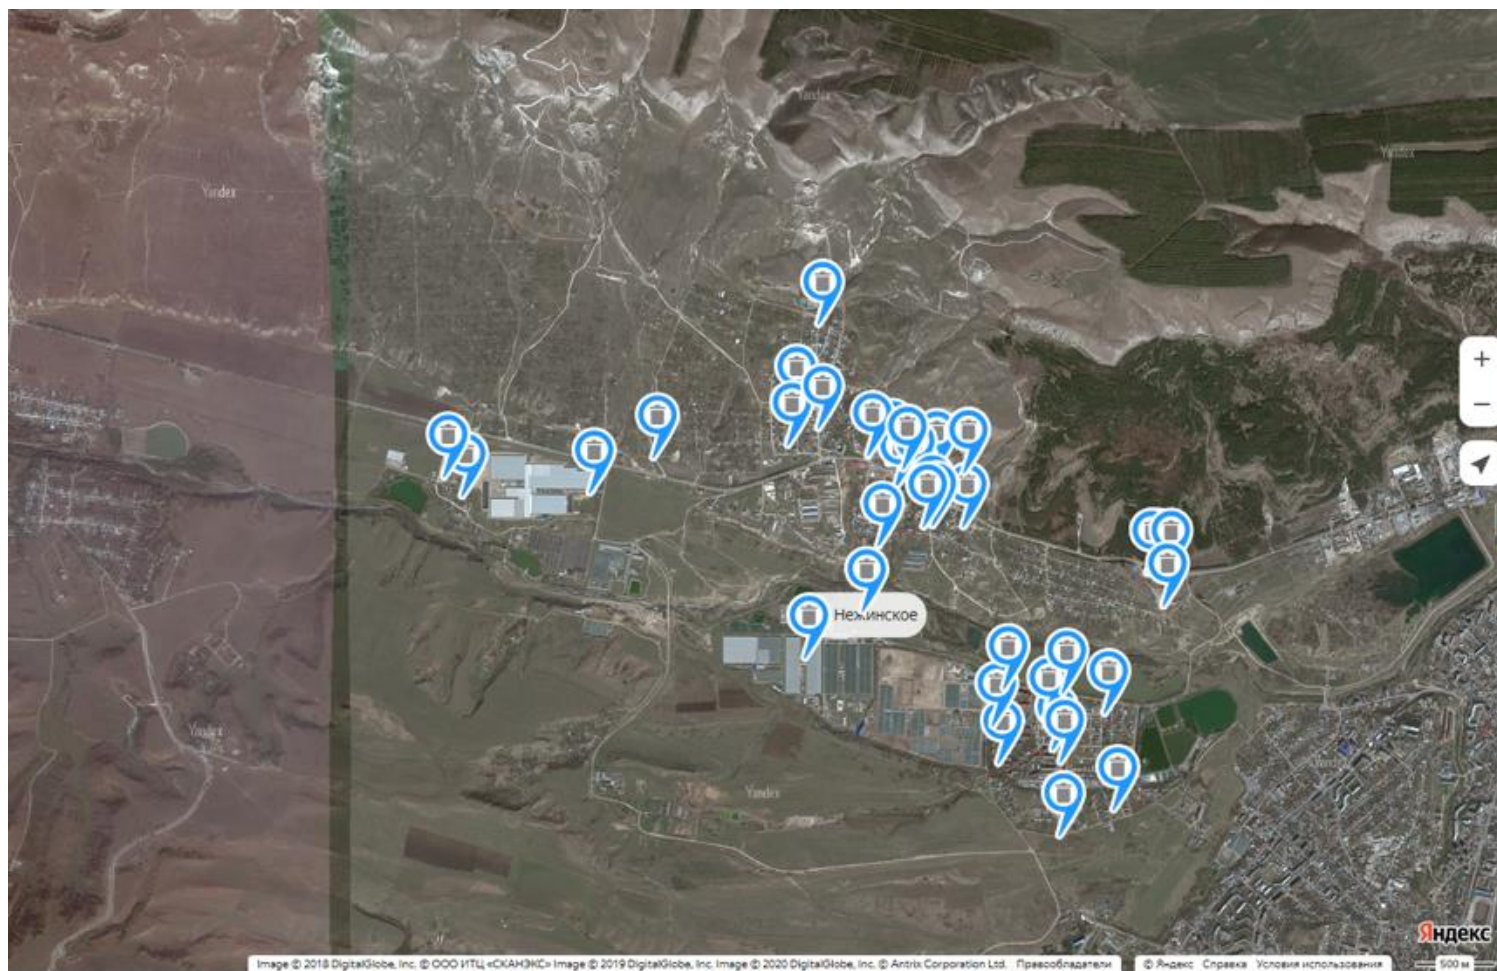 Yandex
Yandex
Yandex
+
−
Нежинское
Yandex
Yandex
Яндекс
Image © 2018 DigitalGlobe, Inc. © ООО ИТЦ «СКАНЭКС» Image © 2019 DigitalGlobe, Inc. Image © 2020 DigitalGlobe, Inc. © Antrix Corporation Ltd. Правообладатели
© Яндекс Справка Условия использования
500 м